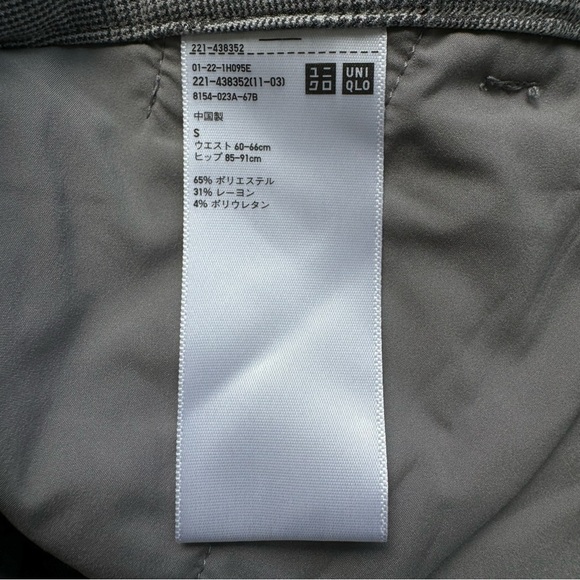 221-438352
01-22-1H095E
221-438352(11-03)
8154-023A-67B
ユニクロ
UNIQLO
中国製
S
ウエスト 60-66cm
ヒップ 85-91cm
65% ポリエステル
31% レーヨン
4% ポリウレタン